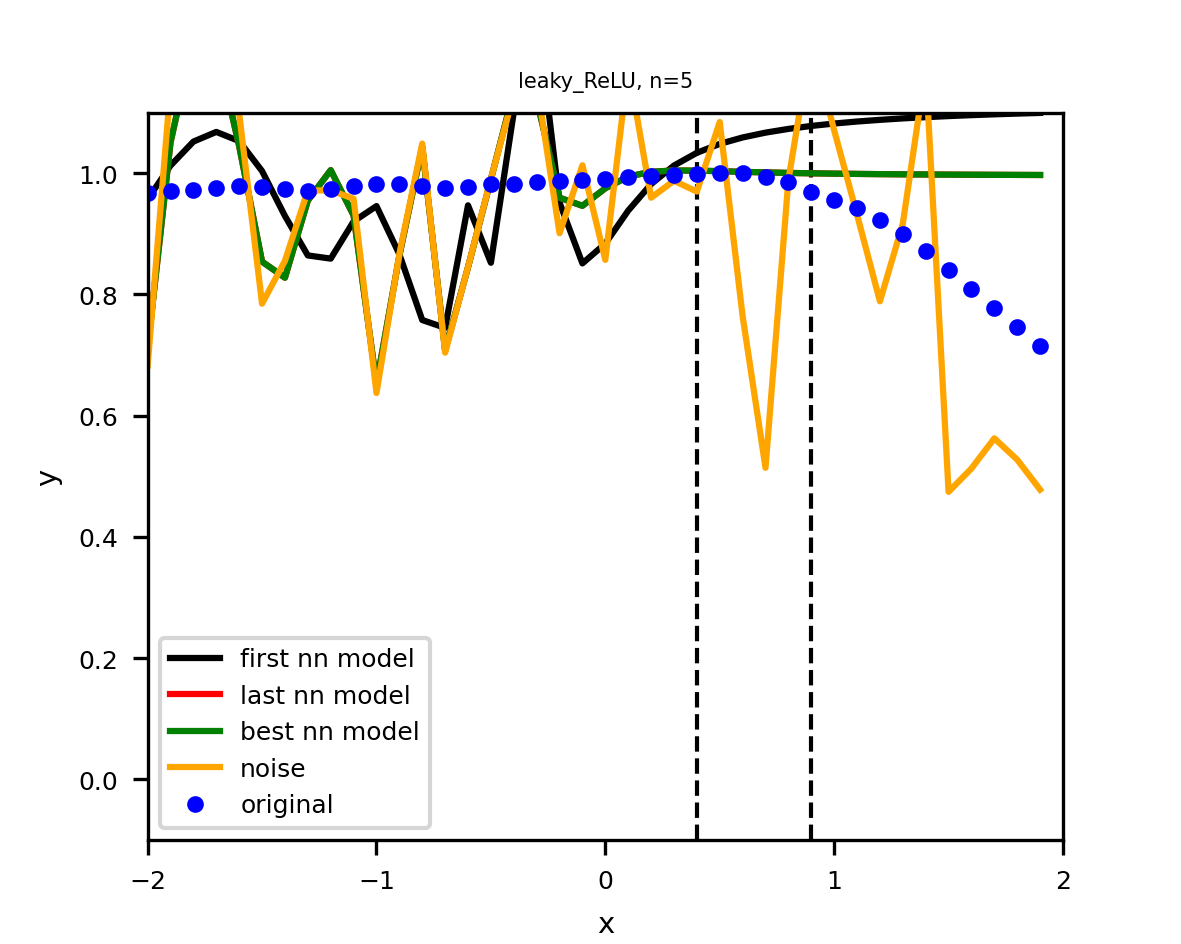 leaky_ReLU, n=5
1.0
0.8
0.6
0.4
0.2
0.0
y
first nn model
last nn model
best nn model
noise
original
−2
−1
0
1
2
x